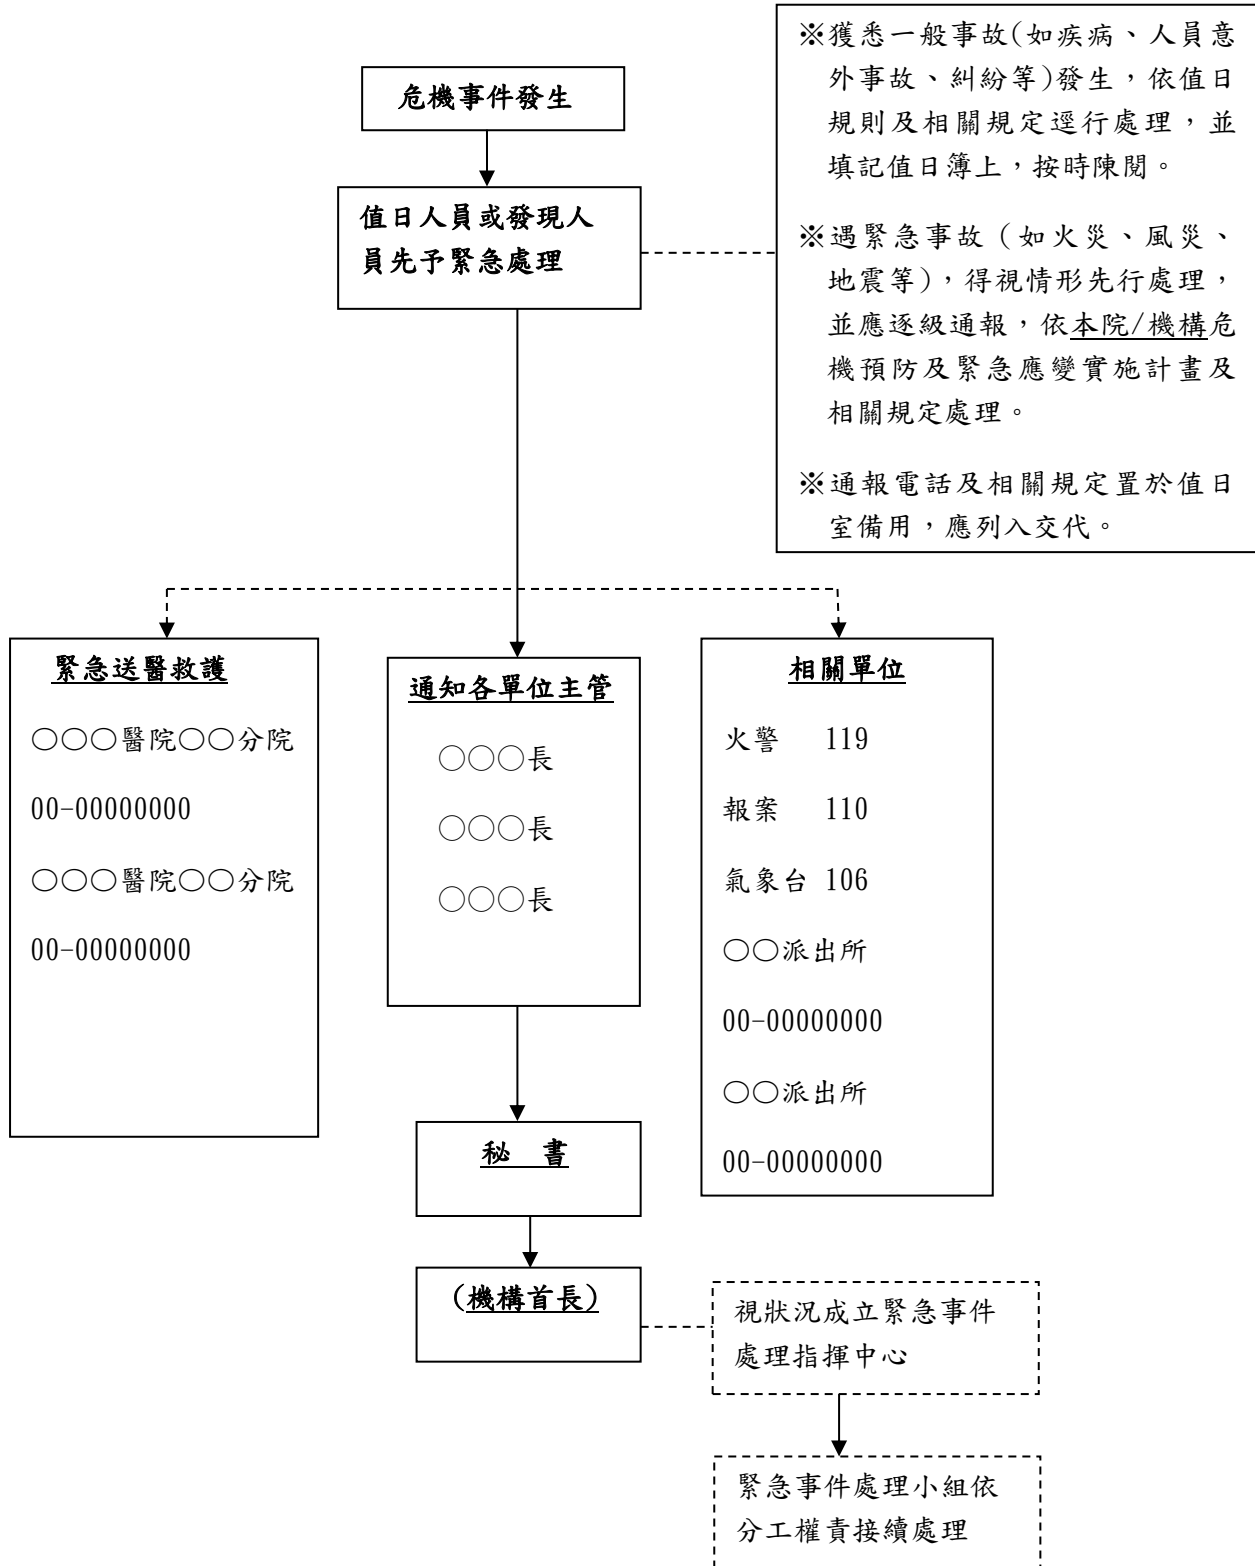 危機事件發生
值日人員或發現人
員先予緊急處理
※獲悉一般事故(如疾病、人員意
外事故、糾紛等)發生，依值日
規則及相關規定逕行處理，並
填記值日簿上，按時陳閱。
※遇緊急事故（如火災、風災、
地震等)，得視情形先行處理，
並應逐級通報，依本院/機構危
機預防及緊急應變實施計畫及
相關規定處理。
※通報電話及相關規定置於值日
室備用，應列入交代。
緊急送醫救護
○○○醫院○○分院
00-00000000
○○○醫院○○分院
00-00000000
通知各單位主管
○○○長
○○○長
○○○長
相關單位
火警 119
報案 110
氣象台 106
○○派出所
00-00000000
○○派出所
00-00000000
秘 書
(機構首長)
視狀況成立緊急事件
處理指揮中心
緊急事件處理小組依
分工權責接續處理